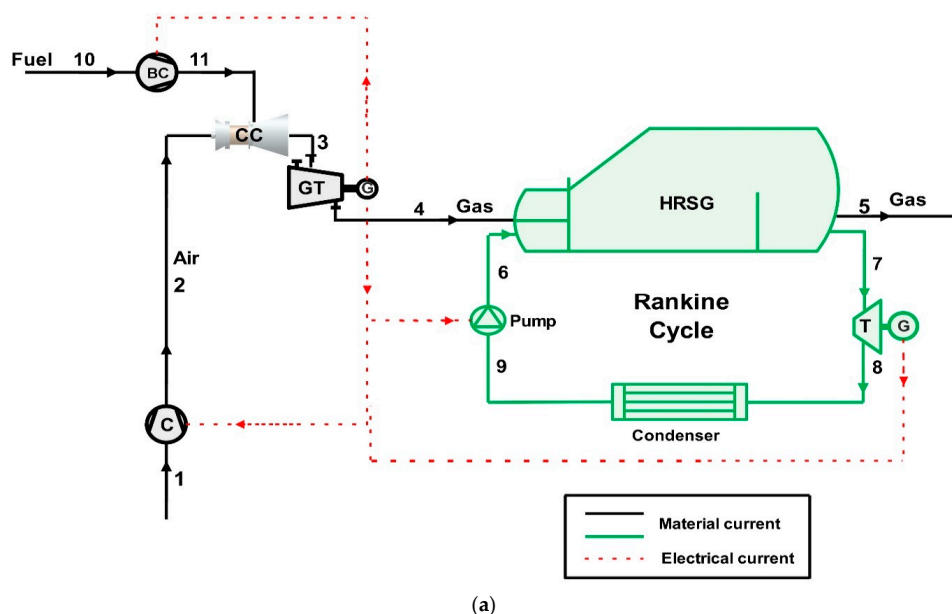 Fuel 10 BC 11
CC
3
GT G
4 Gas
HRSG
5 Gas
Air
2
6
7
Rankine
Cycle
Pump
T G
9
8
C
Condenser
1
Material current
Electrical current
(a)